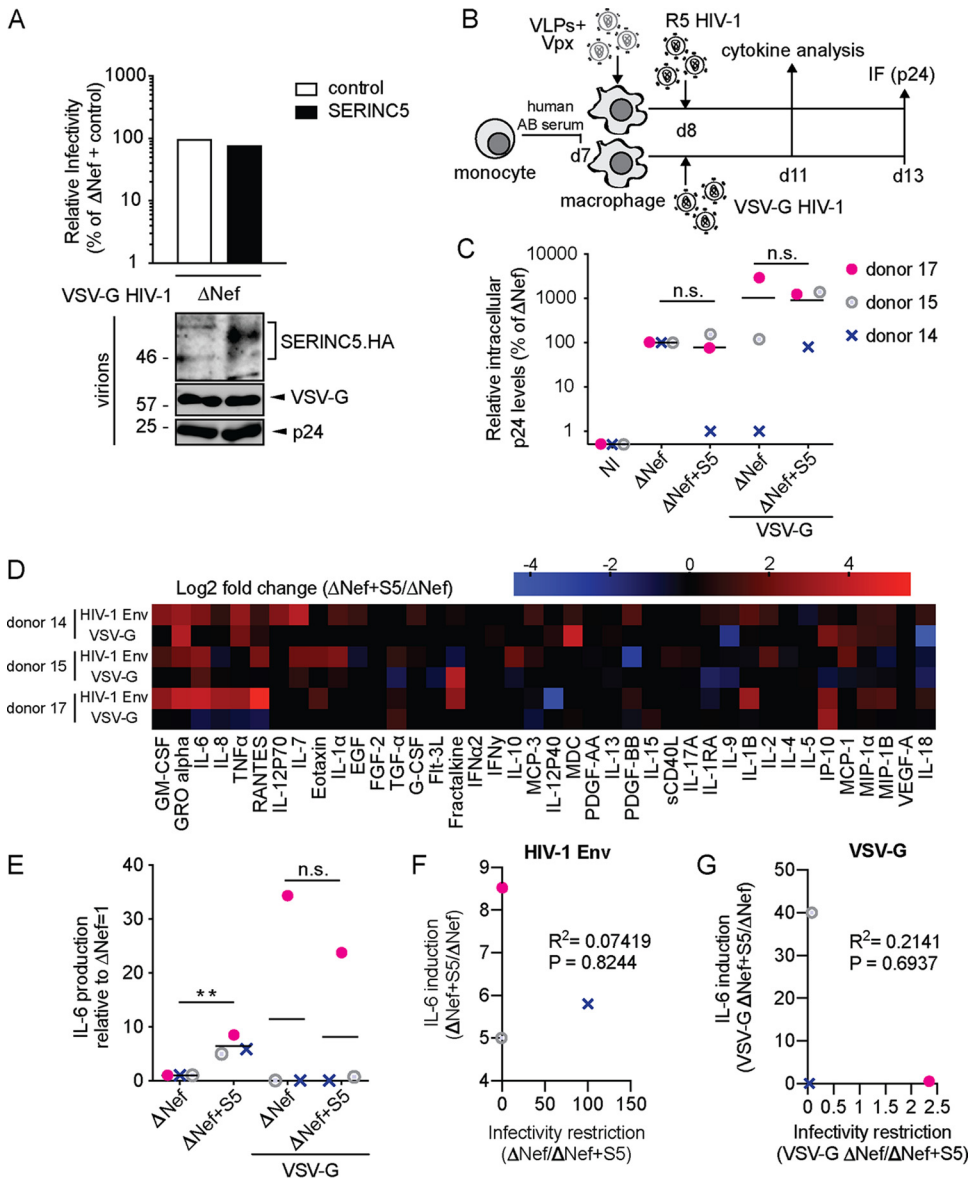 A
Relative Infectivity
(% of ΔNef + control)
1000
100
10
1
control
SERINC5
VSV-G HIV-1
ΔNef
virions
46 -
57 -
25 -
SERINC5.HA
VSV-G
p24
B
VLPs+
Vpx
R5 HIV-1
cytokine analysis
IF (p24)
human
AB serum
d7
d8
monocyte
macrophage
VSV-G HIV-1
d11
d13
C
Relative intracellular
p24 levels (% of ΔNef)
10000
1000
100
10
1
n.s.
n.s.
NI
ΔNef
ΔNef+S5
ΔNef
ΔNef+S5
VSV-G
donor 17
donor 15
donor 14
D
Log2 fold change (ΔNef+S5/ΔNef)
-4
-2
0
2
4
donor 14
HIV-1 Env
VSV-G
donor 15
HIV-1 Env
VSV-G
donor 17
HIV-1 Env
VSV-G
GM-CSF
GRO alpha
IL-6
IL-8
TNFα
RANTES
IL-12P70
IL-7
Eotaxin
IL-1α
EGF
FGF-2
TGF-α
G-CSF
Flt-3L
Fractalkine
IFNα2
IFNγ
IL-10
MCP-3
IL-12P40
MDC
PDGF-AA
IL-13
PDGF-BB
IL-15
sCD40L
IL-17A
IL-1RA
IL-9
IL-1B
IL-2
IL-4
IL-5
IP-10
MCP-1
MIP-1α
MIP-1B
VEGF-A
IL-18
E
IL-6 production
relative to ΔNef=1
40
30
20
10
0
**
n.s.
ΔNef
ΔNef+S5
ΔNef
ΔNef+S5
VSV-G
F
HIV-1 Env
IL-6 induction
(ΔNef+S5/ΔNef)
9
8
7
6
5
4
R²= 0.07419
P = 0.8244
0
50
100
150
Infectivity restriction
(ΔNef/ΔNef+S5)
G
VSV-G
IL-6 induction
(VSV-G ΔNef+S5/ΔNef)
50
40
30
20
10
0
R²= 0.2141
P = 0.6937
0
0.5
1
1.5
2
2.5
Infectivity restriction
(VSV-G ΔNef/ΔNef+S5)